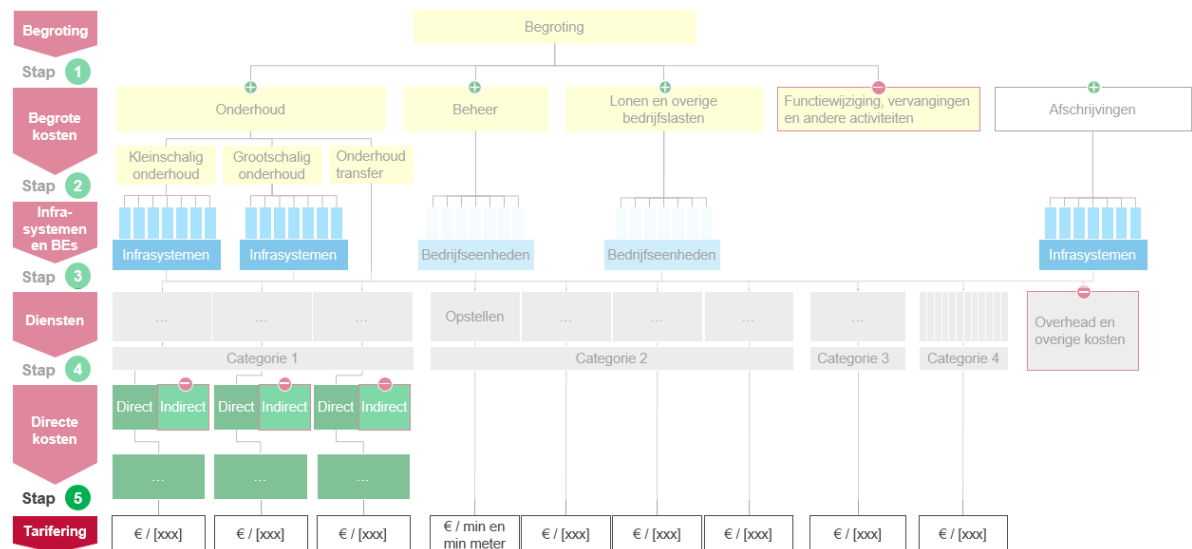 Begroting
Begroting
Stap 1
Begrote
kosten
Onderhoud
Beheer
Lonen en overige
bedrijfslasten
Functiewijziging, vervangingen
en andere activiteiten
Afschrijvingen
Kleinschalig
onderhoud
Grootschalig
onderhoud
Onderhoud
transfer
Stap 2
Infra-
systemen
en BEs
Infrasystemen
Infrasystemen
Bedrijfseenheden
Bedrijfseenheden
Infrasystemen
Stap 3
Diensten
...
...
...
Opstellen
...
...
...
...
Overhead en
overige kosten
Categorie 1
Categorie 2
Categorie 3
Categorie 4
Stap 4
Directe
kosten
Direct
Indirect
Direct
Indirect
Direct
Indirect
...
...
...
Stap 5
Tarifering
€ / [xxx]
€ / [xxx]
€ / [xxx]
€ / min en
min meter
€ / [xxx]
€ / [xxx]
€ / [xxx]
€ / [xxx]
€ / [xxx]